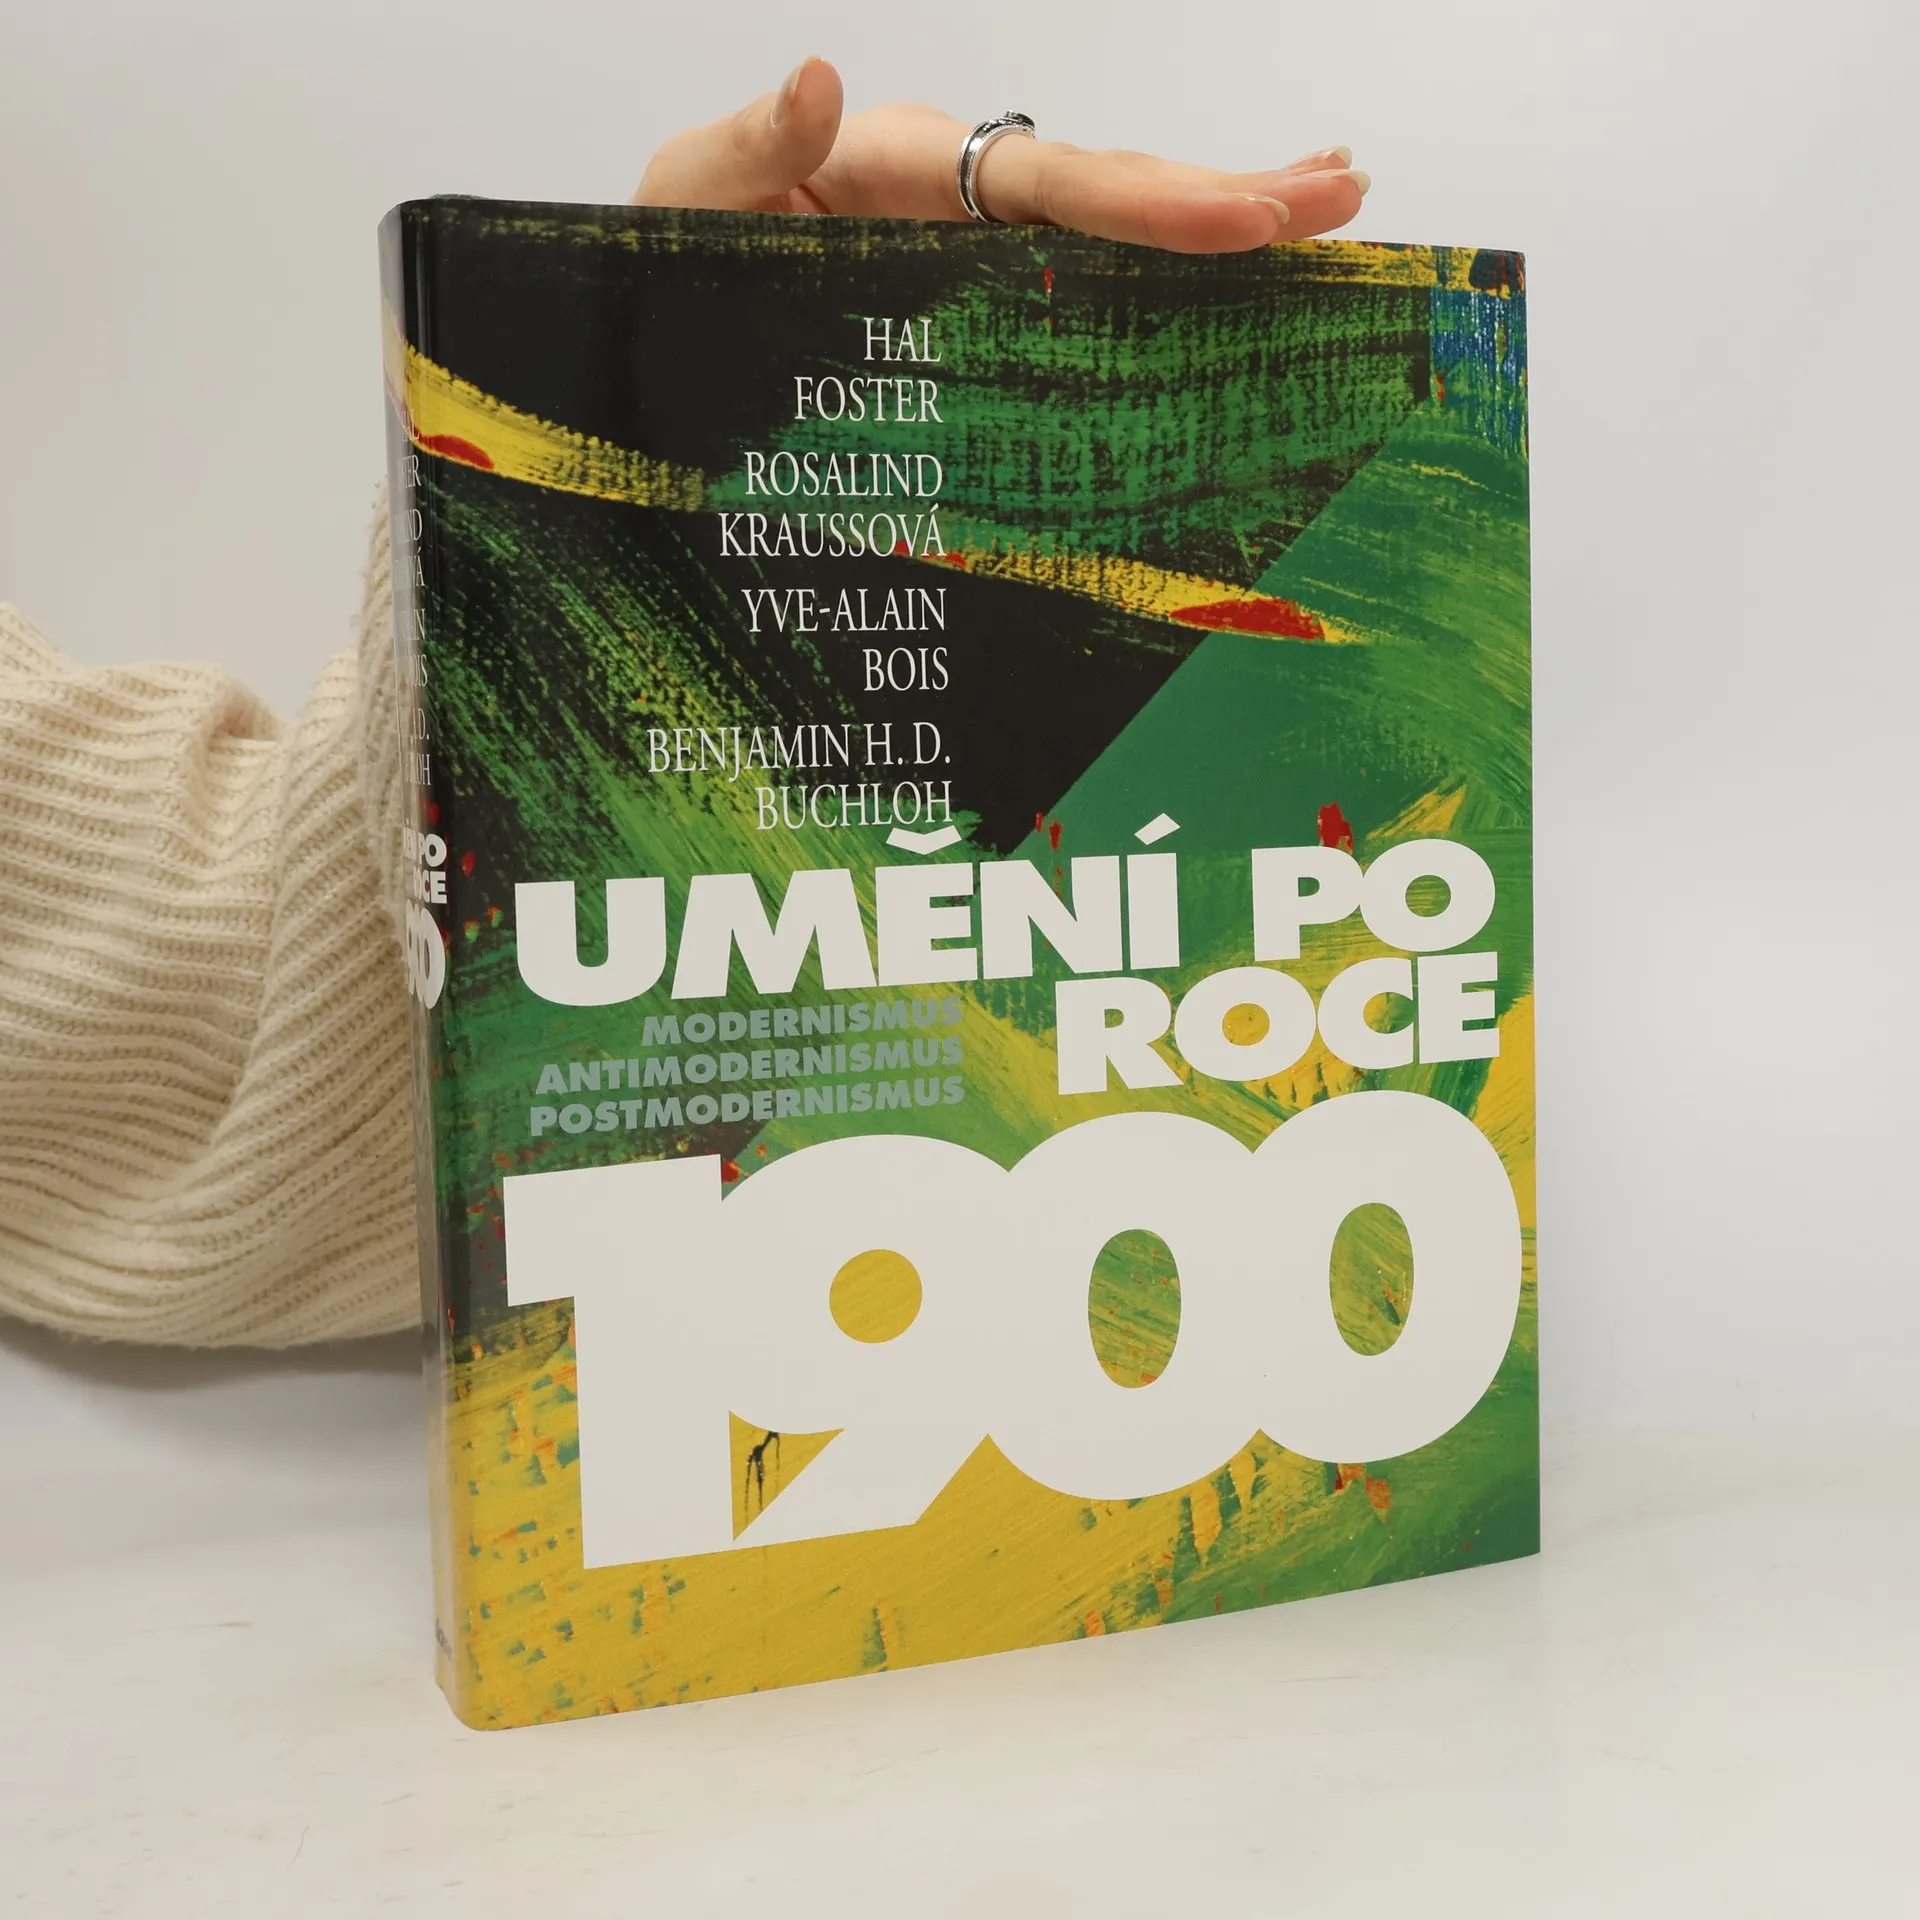 HAL
FOSTER
ROSALIND
KRAUSSOVÁ
YVE-ALAIN
BOIS
BENJAMIN H. D.
BUCHLOH
UMĚNÍ PO
ROCE
MODERNISMUS
ANTIMODERNISMUS
POSTMODERNISMUS
1900